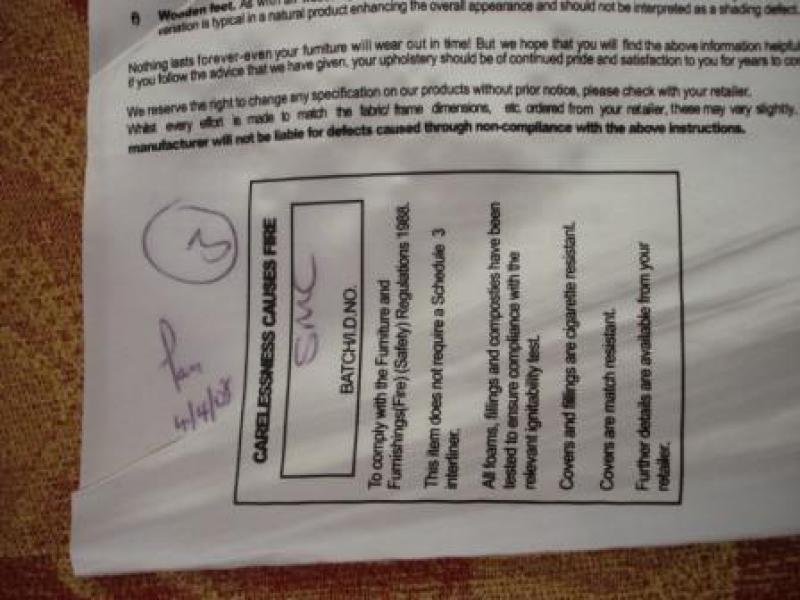 f) Wooden feet. As with all
variation is typical in a natural product enhancing the overall appearance and should not be interpreted as a shading defect.
Nothing lasts forever-even your furniture will wear out in time! But we hope that you will find the above information helpful
if you follow the advice that we have given, your upholstery should be of continued pride and satisfaction to you for years to com
We reserve the right to change any specification on our products without prior notice, please check with your retailer.
Whilst every effort is made to match the fabric/ frame dimensions, etc ordered from your retailer, these may vary slightly.
manufacturer will not be liable for defects caused through non-compliance with the above instructions.
3
4/4/08
CARELESSNESS CAUSES FIRE
SMC
BATCH/I.D.NO.
To comply with the Furniture and
Furnishings(Fire) (Safety) Regulations 1988.
This item does not require a Schedule 3
interliner.
All foams, fillings and composties have been
tested to ensure compliance with the
relevant ignitability test.
Covers and fillings are cigarette resistant.
Covers are match resistant.
Further details are available from your
retailer.